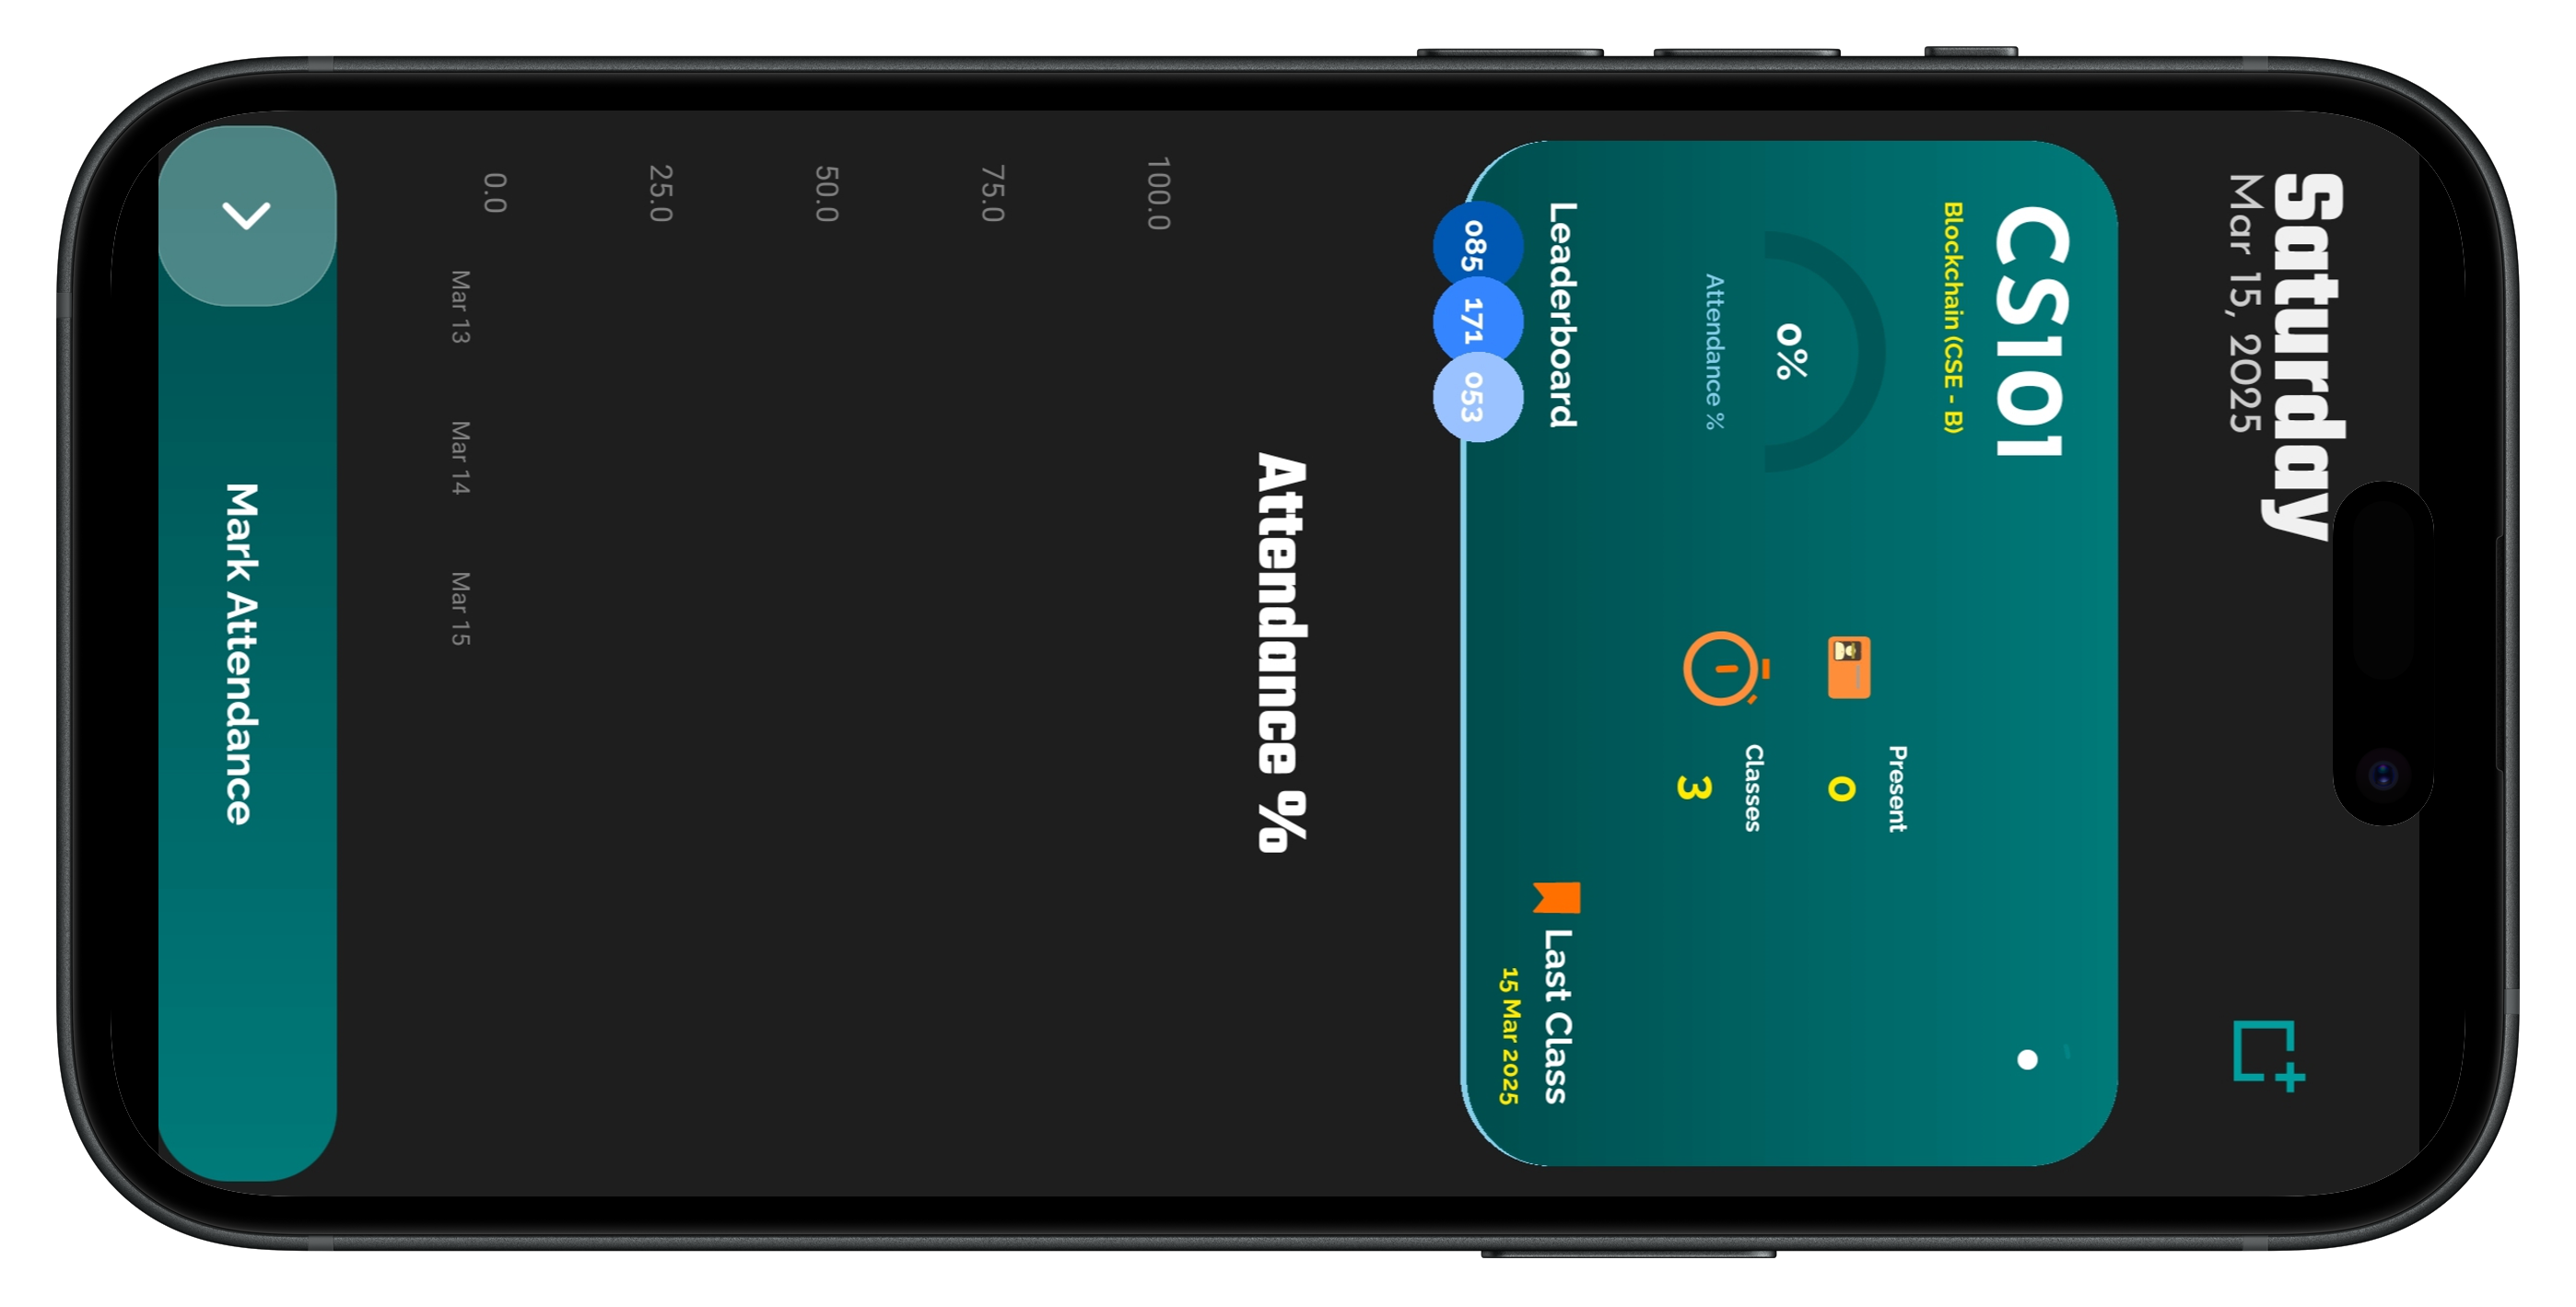 Saturday
Mar 15, 2025
CS101
Blockchain (CSE - B)
0%
Attendance %
Present
0
Classes
3
Leaderboard
085
171
053
Last Class
15 Mar 2025
Attendance %
100.0
75.0
50.0
25.0
0.0
Mar 13
Mar 14
Mar 15
Mark Attendance